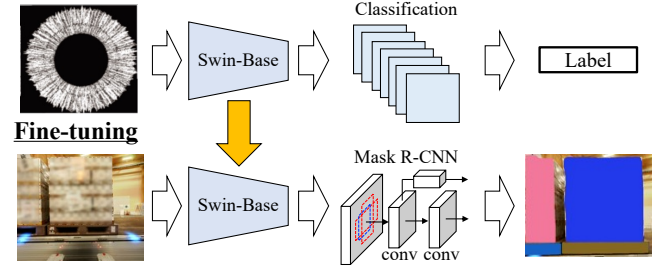 Classification
Swin-Base
Label
Fine-tuning
Mask R-CNN
Swin-Base
conv conv